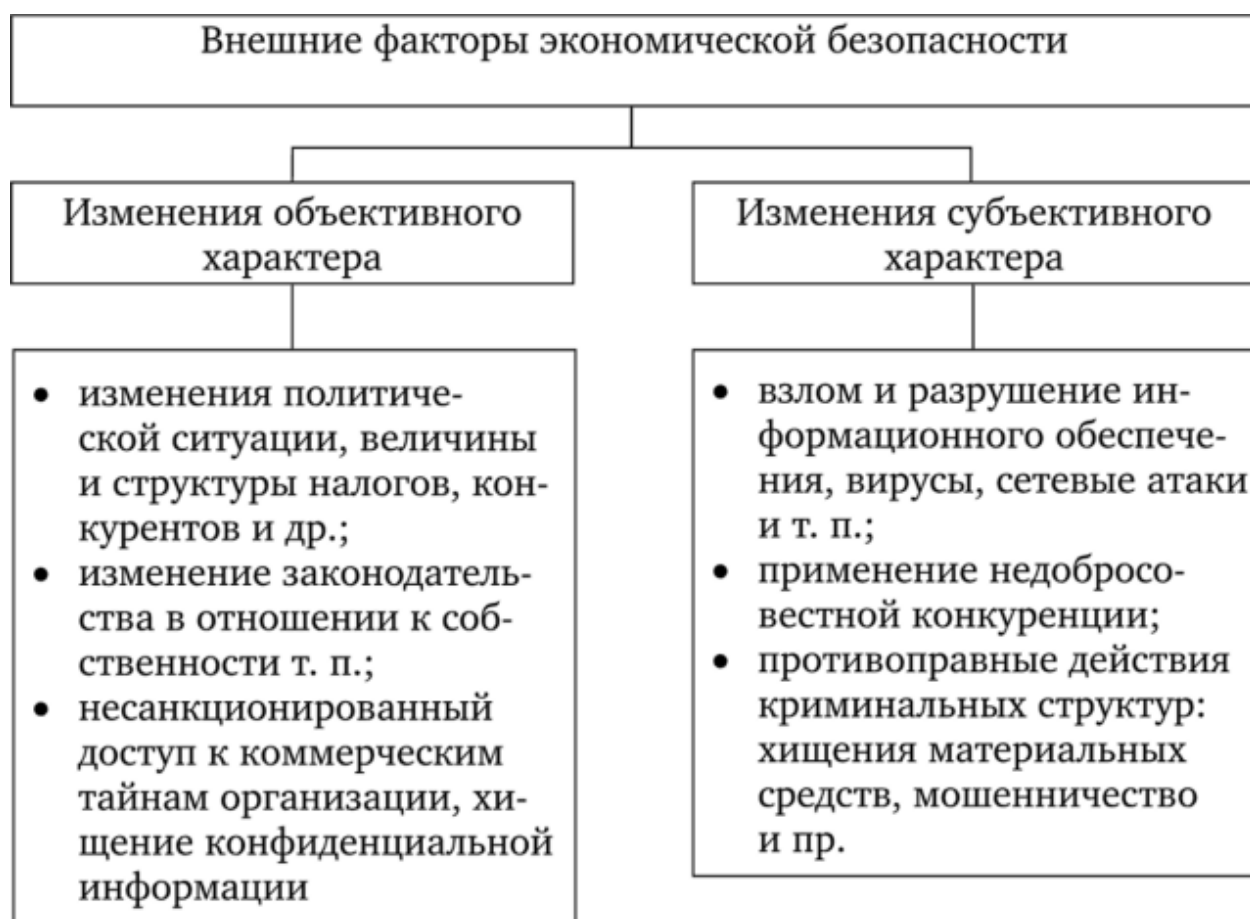 Внешние факторы экономической безопасности
Изменения объективного
характера
• изменения политиче-
ской ситуации, величины
и структуры налогов, кон-
курентов и др.;
• изменение законодатель-
ства в отношении к соб-
ственности т. п.;
• несанкционированный
доступ к коммерческим
тайнам организации, хи-
щение конфиденциальной
информации
Изменения субъективного
характера
• взлом и разрушение ин-
формационного обеспече-
ния, вирусы, сетевые атаки
и т. п.;
• применение недобросо-
вестной конкуренции;
• противоправные действия
криминальных структур:
хищения материальных
средств, мошенничество
и пр.